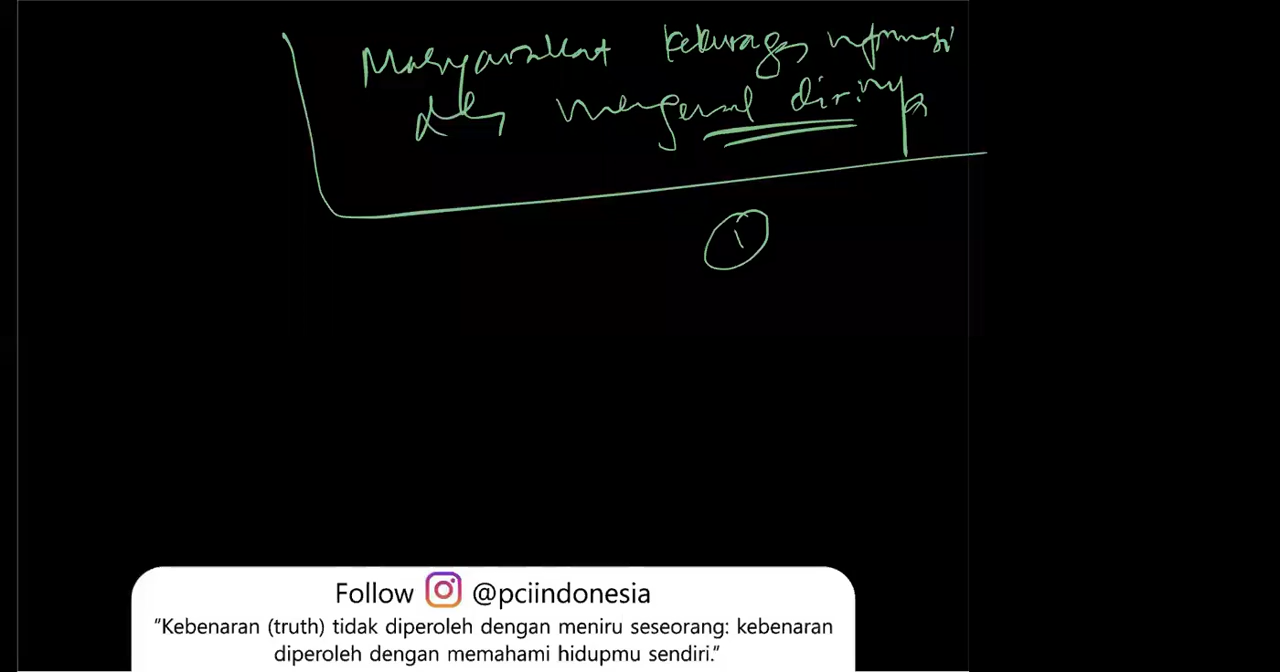 Masyarakat kekurangan informasi
dlm mengenal dirinya
1
Follow @pciindonesia
"Kebenaran (truth) tidak diperoleh dengan meniru seseorang: kebenaran
diperoleh dengan memahami hidupmu sendiri."